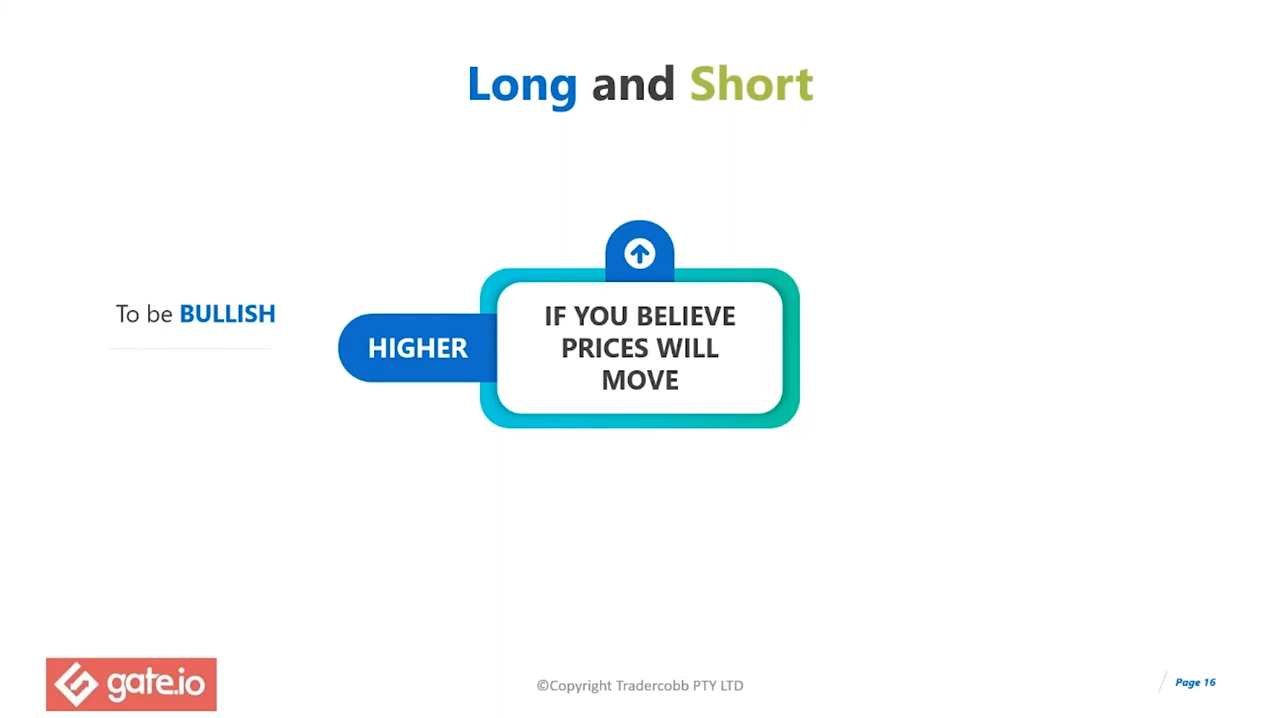 Long and Short
To be BULLISH
HIGHER
IF YOU BELIEVE
PRICES WILL
MOVE
gate.io
©Copyright Tradercobb PTY LTD
Page 16